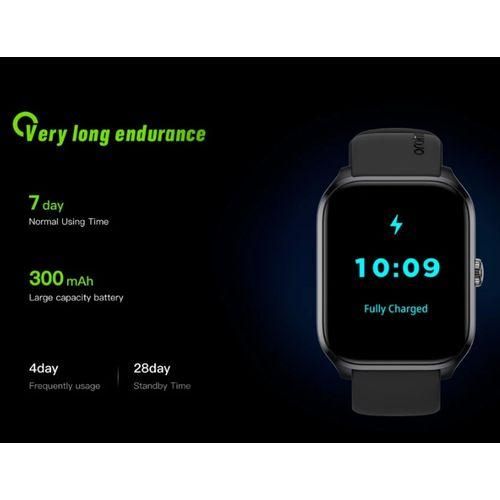 Very long endurance
7 day
Normal Using Time
300 mAh
Large capacity battery
4day
Frequently usage
28day
Standby Time
10:09
Fully Charged